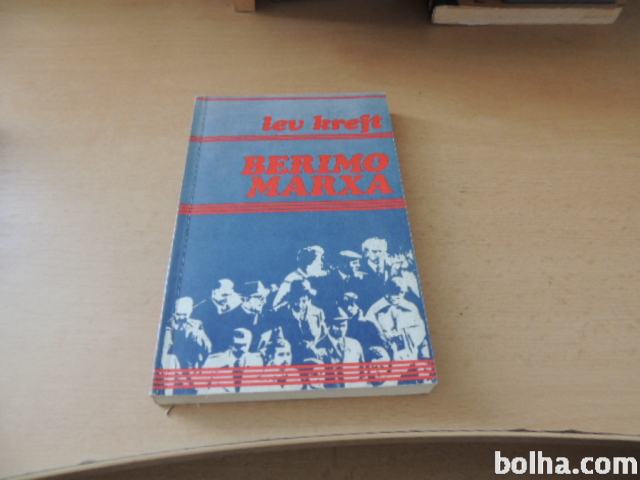 lev kreft
BERIMO
MARXA
bolha.com